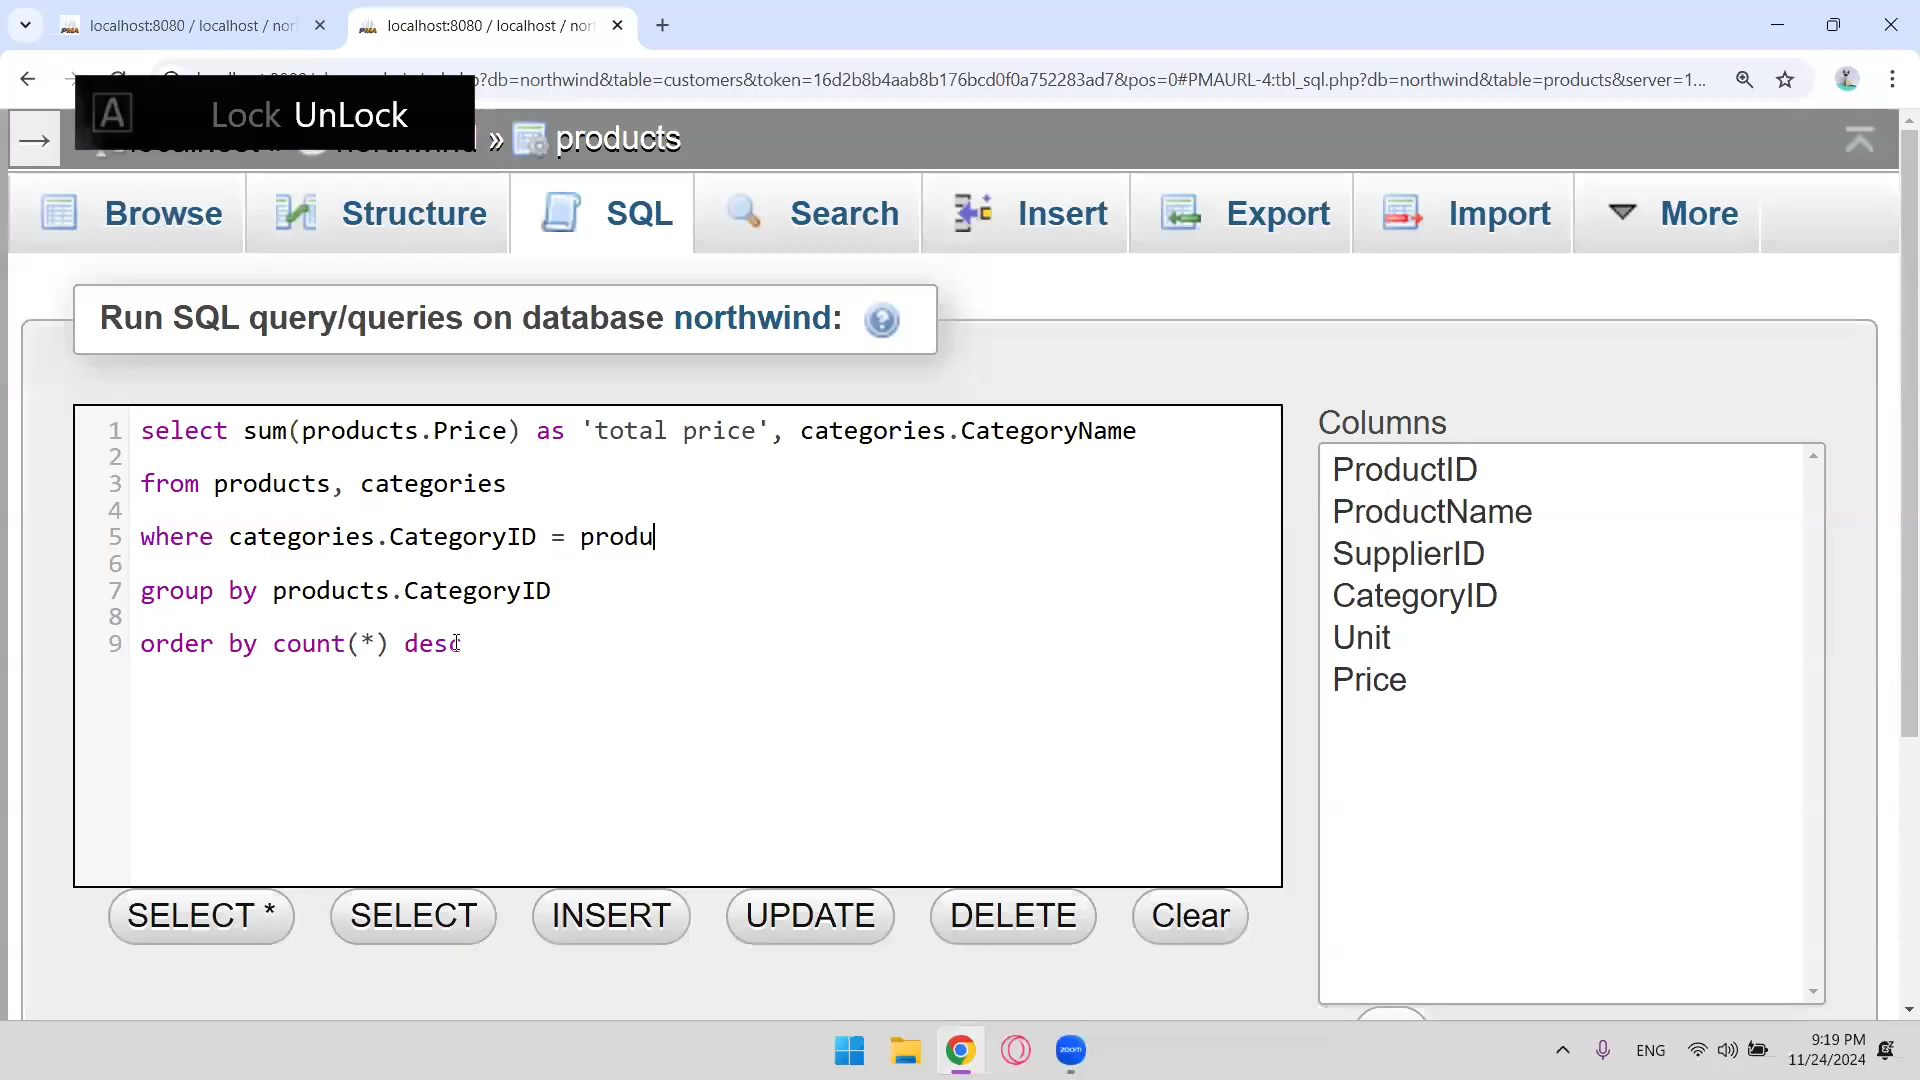 localhost:8080 / localhost / nor
localhost:8080 / localhost / nor
?db=northwind&table=customers&token=16d2b8b4aab8b176bcd0f0a752283ad7&pos=0#PMAURL-4:tbl_sql.php?db=northwind&table=products&server=1...
A Lock UnLock
» products
Browse Structure SQL Search Insert Export Import More
Run SQL query/queries on database northwind:
1 select sum(products.Price) as 'total price', categories.CategoryName
2
3 from products, categories
4
5 where categories.CategoryID = produ
6
7 group by products.CategoryID
8
9 order by count(*) desc
Columns
ProductID
ProductName
SupplierID
CategoryID
Unit
Price
SELECT * SELECT INSERT UPDATE DELETE Clear
zoom
ENG
9:19 PM
11/24/2024